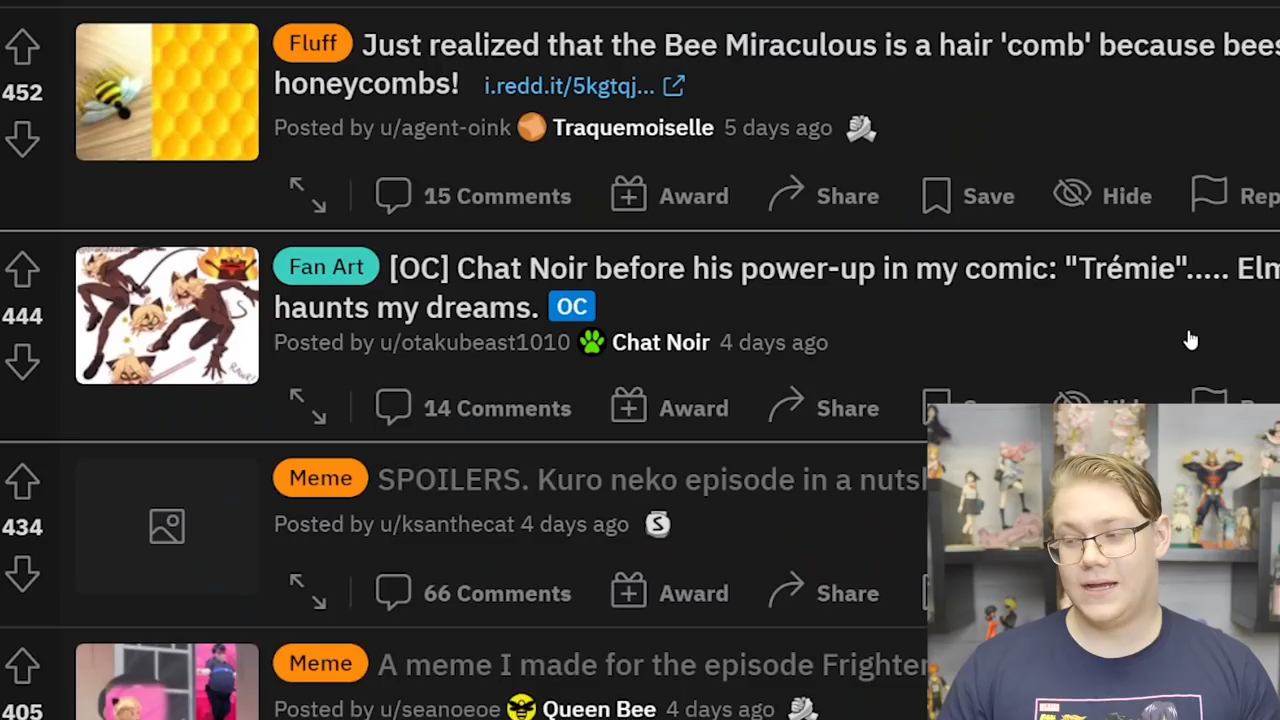 Fluff Just realized that the Bee Miraculous is a hair 'comb' because bees
honeycombs! i.redd.it/5kgtqj...
452
Posted by u/agent-oink Traquemoiselle 5 days ago
15 Comments Award Share Save Hide Rep
Fan Art [OC] Chat Noir before his power-up in my comic: "Trémie"..... Elm
haunts my dreams. OC
444
Posted by u/otakubeast1010 Chat Noir 4 days ago
RAWR!
14 Comments Award Share
Meme SPOILERS. Kuro neko episode in a nuts
434
Posted by u/ksanthecat 4 days ago S
66 Comments Award Share
Meme A meme I made for the episode Frighte
405
Posted by u/seanoeoe Queen Bee 4 days ago